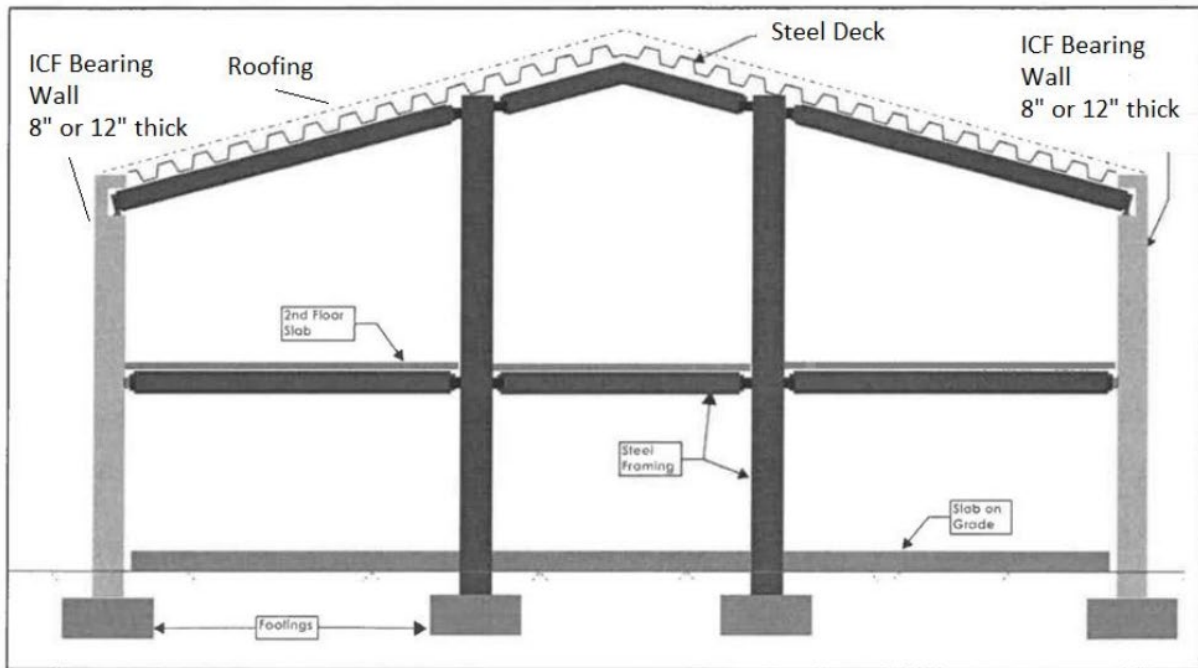 Steel Deck
ICF Bearing
Wall
8" or 12" thick
Roofing
ICF Bearing
Wall
8" or 12" thick
2nd Floor
Slab
Steel
Framing
Slab on
Grade
Footings